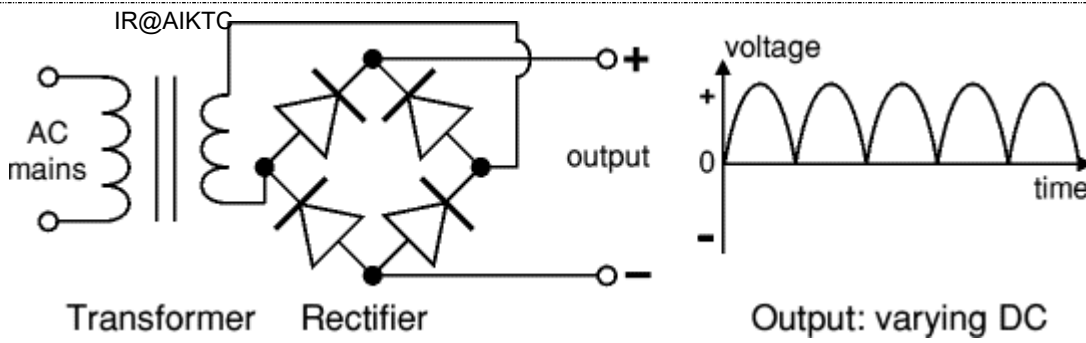 IR@AIKTC
AC
mains
+
output
−
Transformer
Rectifier
voltage
+
0
-
time
Output: varying DC